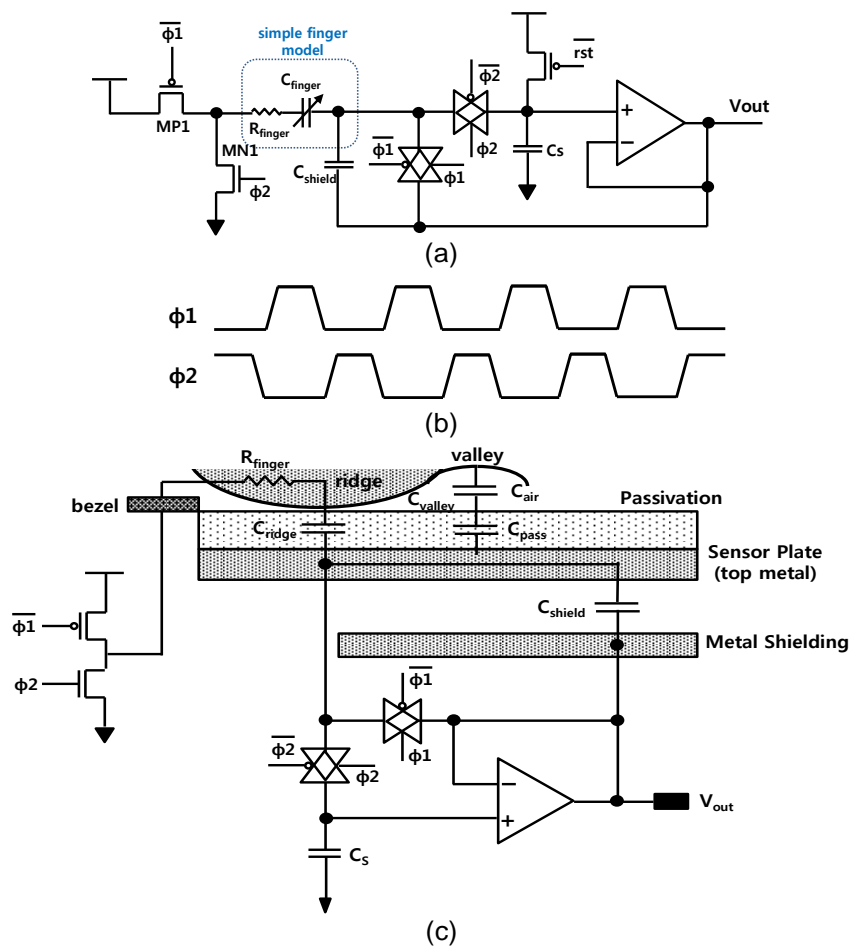 simple finger
model
φ1
MP1
Cfinger
Rfinger
MN1
φ2
Cshield
φ1
φ1
φ2
φ2
rst
Cs
+
−
Vout
(a)
φ1
φ2
(b)
Rfinger
ridge
valley
bezel
Cridge
Cvalley
Cair
Cpass
Passivation
Sensor Plate
(top metal)
Cshield
Metal Shielding
φ1
φ2
φ1
φ1
φ2
φ2
−
+
Vout
CS
(c)